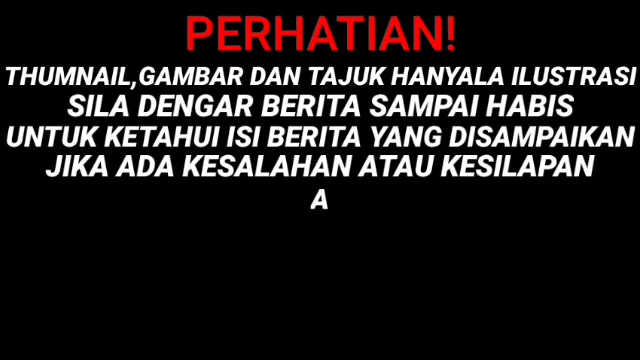 PERHATIAN!
THUMNAIL,GAMBAR DAN TAJUK HANYALA ILUSTRASI
SILA DENGAR BERITA SAMPAI HABIS
UNTUK KETAHUI ISI BERITA YANG DISAMPAIKAN
JIKA ADA KESALAHAN ATAU KESILAPAN
A